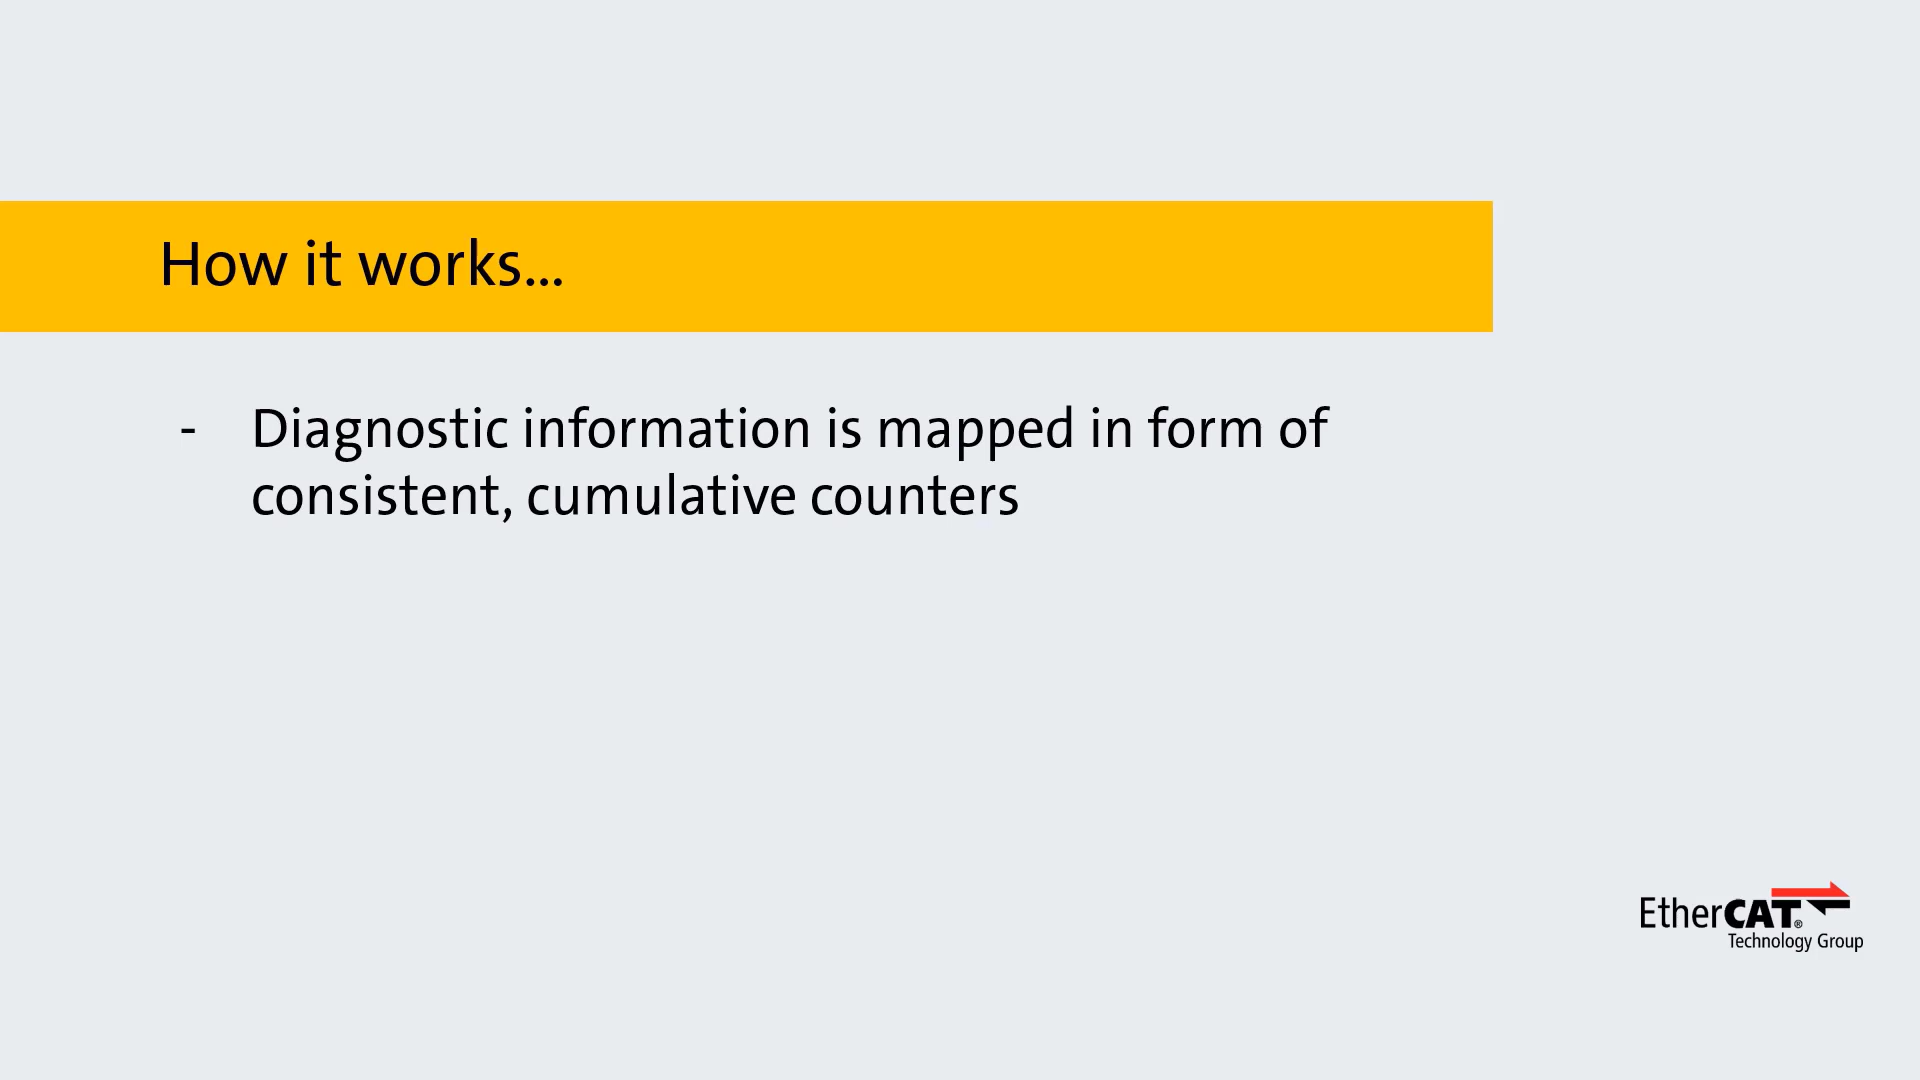 How it works...
- Diagnostic information is mapped in form of
consistent, cumulative counters
EtherCAT®
Technology Group